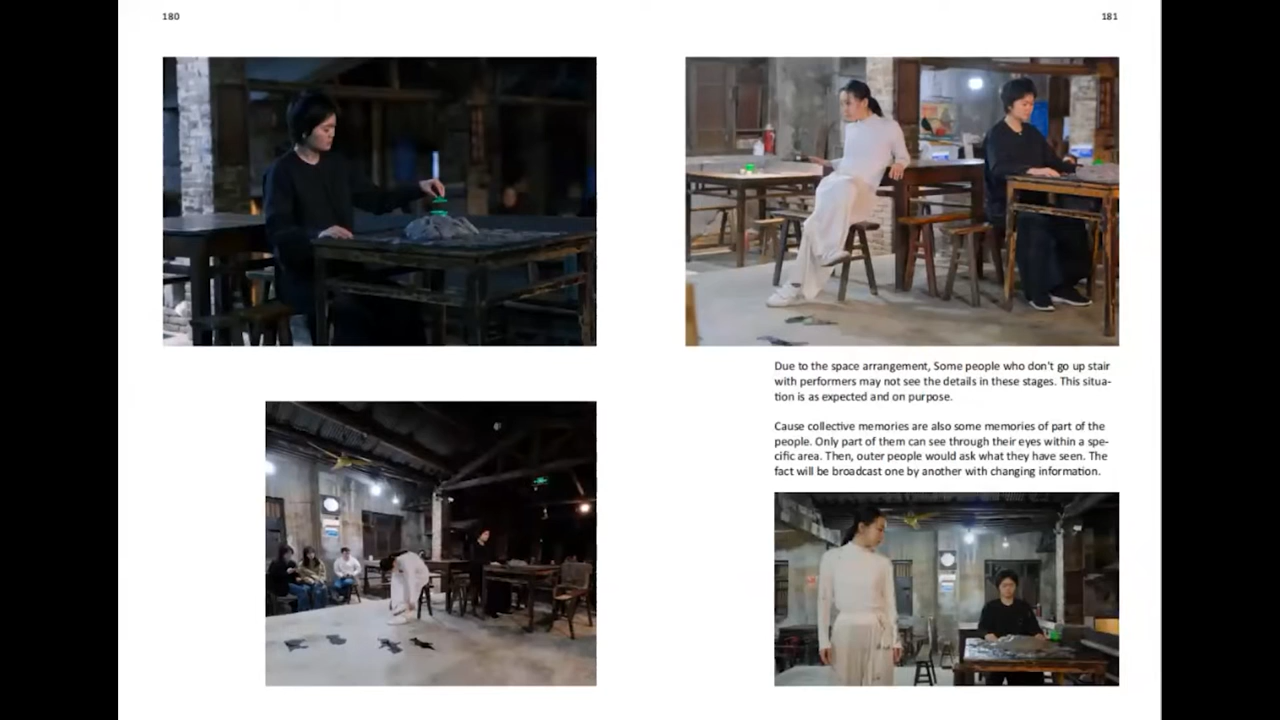 180
181
Due to the space arrangement, Some people who don't go up stair
with performers may not see the details in these stages. This situa-
tion is as expected and on purpose.
Cause collective memories are also some memories of part of the
people. Only part of them can see through their eyes within a spe-
cific area. Then, outer people would ask what they have seen. The
fact will be broadcast one by another with changing information.